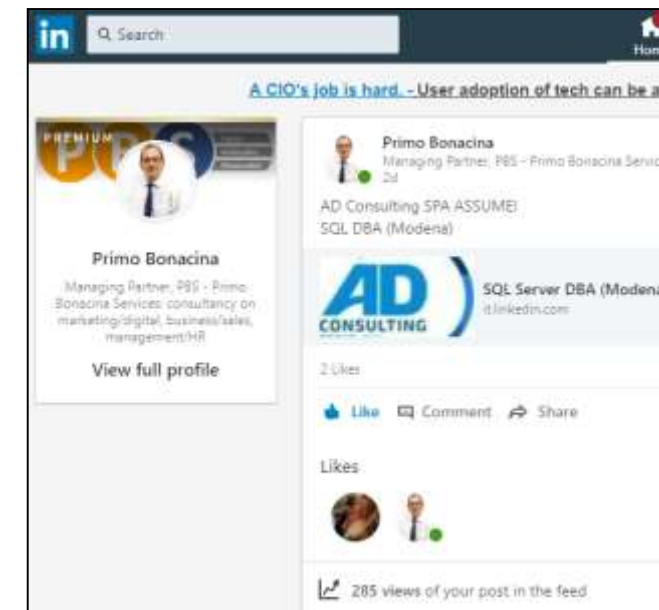 in
Search
Hom
A CIO's job is hard. - User adoption of tech can be a
PREMIUM
PBS
Primo Bonacina
Managing Partner, PBS - Primo
Bonacina Services: consultancy on
marketing/digital, business/sales,
management/HR
View full profile
Primo Bonacina
Managing Partner, PBS - Primo Bonacina Servic
2d
AD Consulting SPA ASSUME!
SQL DBA (Modena)
AD
CONSULTING
SQL Server DBA (Modena
it.linkedin.com
2 Likes
Like Comment Share
Likes
285 views of your post in the feed